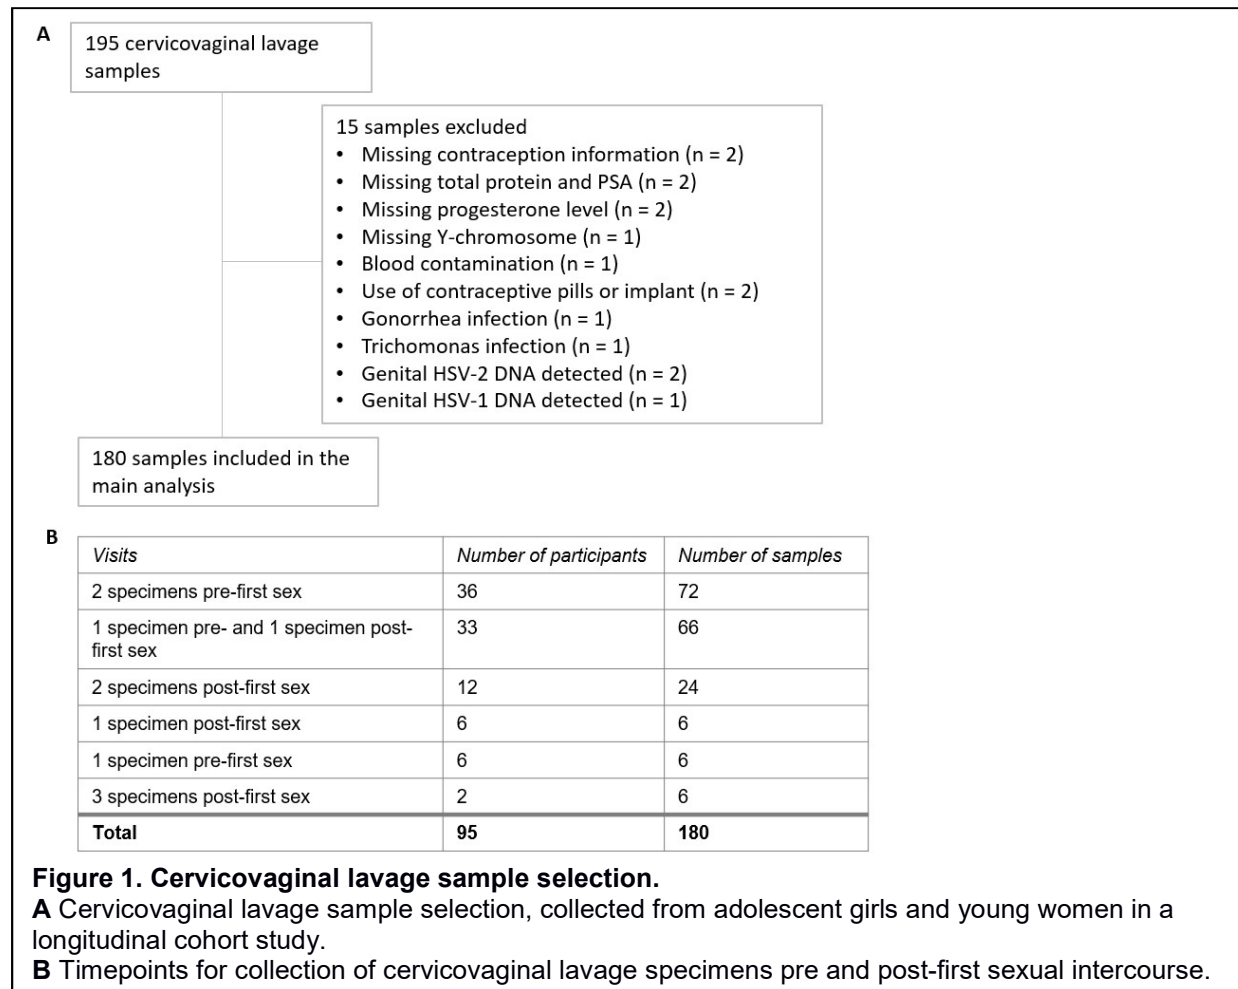 A
195 cervicovaginal lavage
samples
15 samples excluded
• Missing contraception information (n = 2)
• Missing total protein and PSA (n = 2)
• Missing progesterone level (n = 2)
• Missing Y-chromosome (n = 1)
• Blood contamination (n = 1)
• Use of contraceptive pills or implant (n = 2)
• Gonorrhea infection (n = 1)
• Trichomonas infection (n = 1)
• Genital HSV-2 DNA detected (n = 2)
• Genital HSV-1 DNA detected (n = 1)
180 samples included in the
main analysis
B
Visits Number of participants Number of samples
2 specimens pre-first sex 36 72
1 specimen pre- and 1 specimen post- 33 66
first sex
2 specimens post-first sex 12 24
1 specimen post-first sex 6 6
1 specimen pre-first sex 6 6
3 specimens post-first sex 2 6
Total 95 180
Figure 1. Cervicovaginal lavage sample selection.
A Cervicovaginal lavage sample selection, collected from adolescent girls and young women in a
longitudinal cohort study.
B Timepoints for collection of cervicovaginal lavage specimens pre and post-first sexual intercourse.